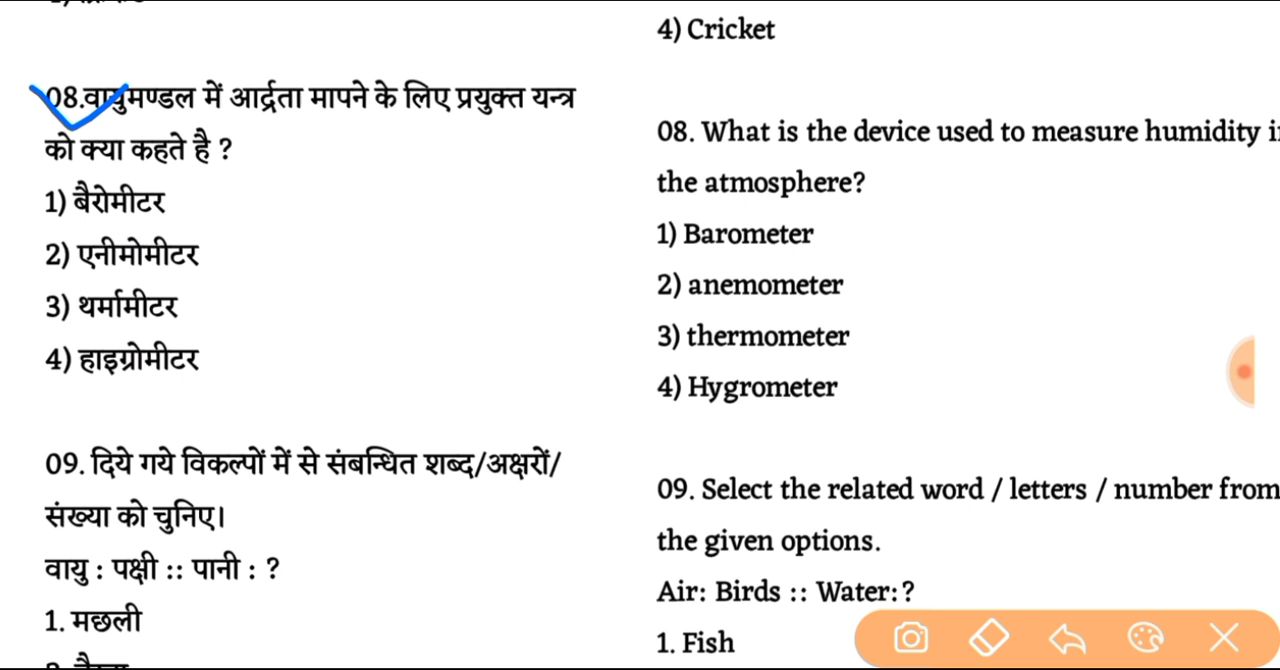 08.वायुमण्डल में आर्द्रता मापने के लिए प्रयुक्त यन्त्र
को क्या कहते है ?
1) बैरोमीटर
2) एनीमोमीटर
3) थर्मामीटर
4) हाइग्रोमीटर
09. दिये गये विकल्पों में से संबन्धित शब्द/अक्षरों/
संख्या को चुनिए।
वायु : पक्षी :: पानी : ?
1. मछली
4) Cricket
08. What is the device used to measure humidity i
the atmosphere?
1) Barometer
2) anemometer
3) thermometer
4) Hygrometer
09. Select the related word / letters / number from
the given options.
Air: Birds :: Water: ?
1. Fish